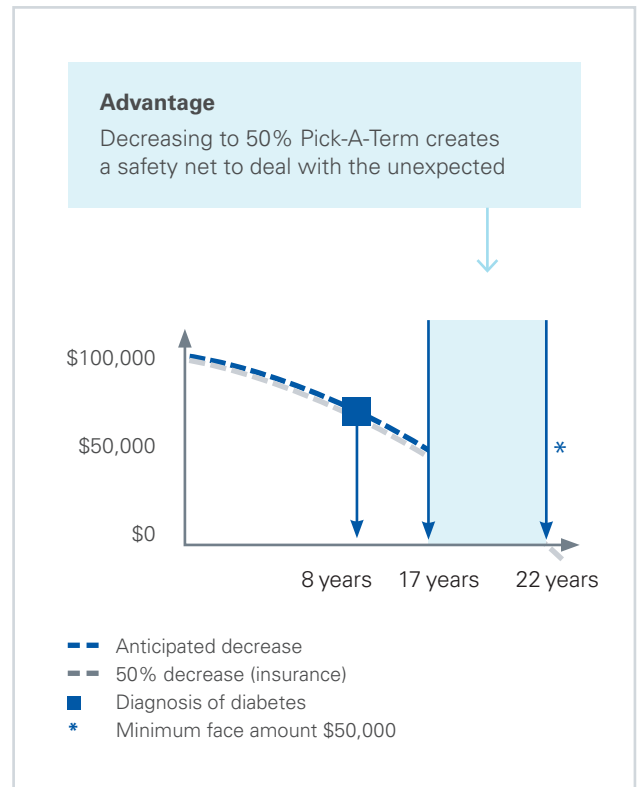 Advantage
Decreasing to 50% Pick-A-Term creates
a safety net to deal with the unexpected
$100,000
$50,000
*
$0
8 years 17 years 22 years
Anticipated decrease
50% decrease (insurance)
Diagnosis of diabetes
* Minimum face amount $50,000